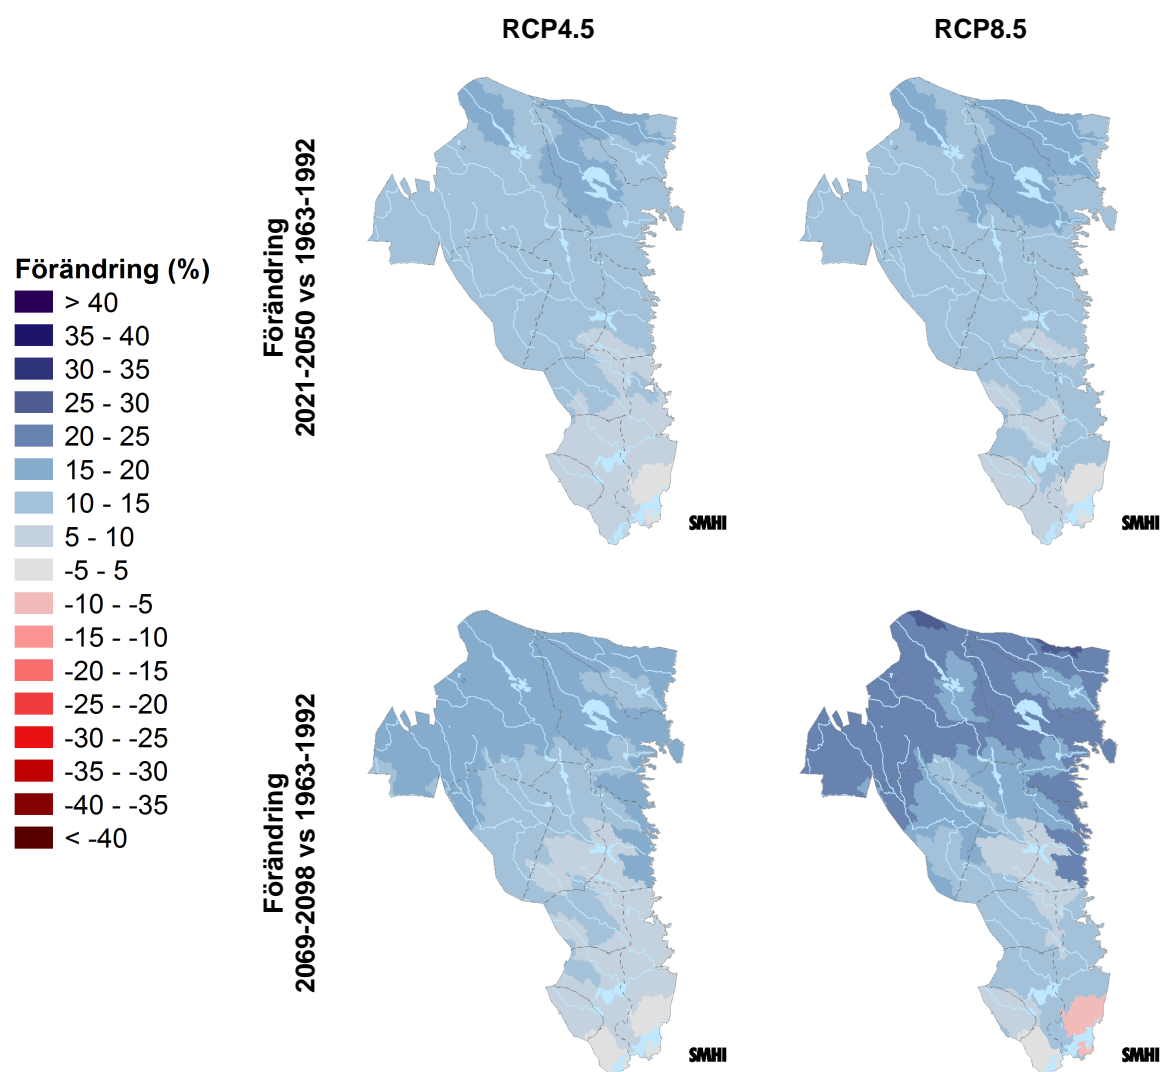 RCP4.5
RCP8.5
Förändring
2021-2050 vs 1963-1992
Förändring (%)
> 40
35 - 40
30 - 35
25 - 30
20 - 25
15 - 20
10 - 15
5 - 10
-5 - 5
-10 - -5
-15 - -10
-20 - -15
-25 - -20
-30 - -25
-35 - -30
-40 - -35
< -40
SMHI
SMHI
Förändring
2069-2098 vs 1963-1992
SMHI
SMHI